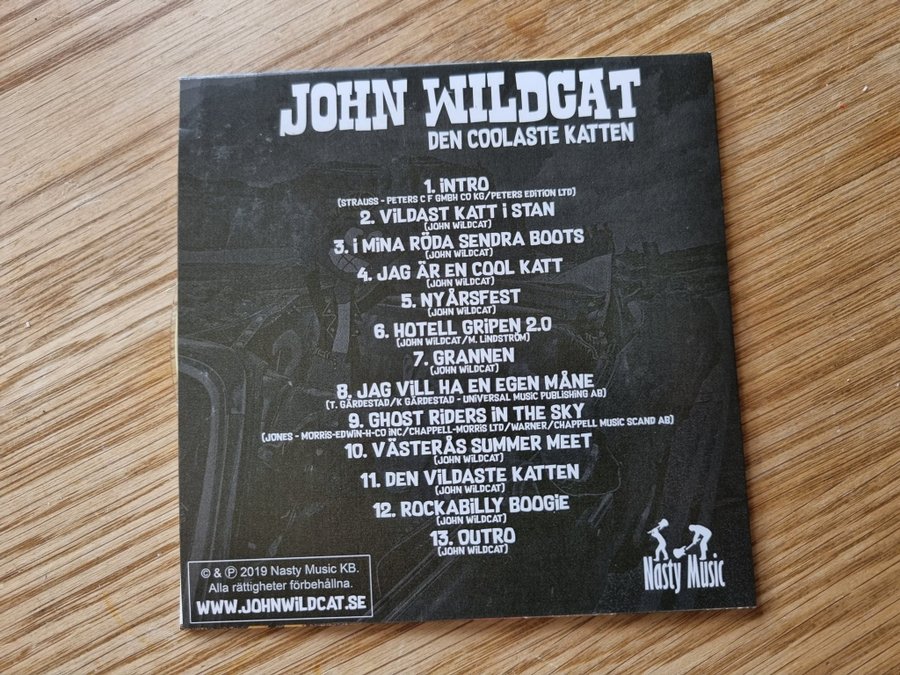 JOHN WILDCAT
DEN COOLASTE KATTEN
1. iNTRO
(STRAUSS - PETERS C F GMBH CO KG/PETERS EDITION LTD)
2. ViLDAST KATT i STAN
(JOHN WiLDCAT)
3. i MiNA RÖDA SENDRA BOOTS
(JOHN WiLDCAT)
4. JAG ÄR EN COOL KATT
(JOHN WiLDCAT)
5. NYÅRSFEST
(JOHN WiLDCAT)
6. HOTELL GRiPEN 2.0
(JOHN WiLDCAT/M. LiNDSTRÖM)
7. GRANNEN
(JOHN WiLDCAT)
8. JAG ViLL HA EN EGEN MÅNE
(T. GÄRDESTAD/K GÄRDESTAD - UNiVERSAL MUSiC PUBLiSHiNG AB)
9. GHOST RiDERS iN THE SKY
(JONES - MORRiS-EDWiN-H-CO iNC/CHAPPELL-MORRiS LTD/WARNER/CHAPPELL MUSiC SCAND AB)
10. VÄSTERÅS SUMMER MEET
(JOHN WiLDCAT)
11. DEN ViLDASTE KATTEN
(JOHN WiLDCAT)
12. ROCKABiLLY BOOGiE
(JOHN WiLDCAT)
13. OUTRO
(JOHN WiLDCAT)
© & ℗ 2019 Nasty Music KB.
Alla rättigheter förbehållna.
WWW.JOHNWiLDCAT.SE
Nasty Music